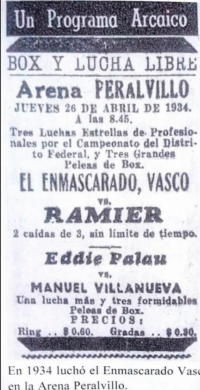 Un Programa Arcaico
BOX Y LUCHA LIBRE
Arena PERALVILLO
JUEVES 26 DE ABRIL DE 1934.
A las 8.45.
Tres Luchas Estrellas de Profesio-
nales por el Campeonato del Distri-
to Federal, y Tres Grandes
Peleas de Box.
EL ENMASCARADO, VASCO
vs.
RAMIER
2 caídas de 3, sin límite de tiempo.
Eddie Palau
vs.
MANUEL VILLANUEVA
Una lucha más y tres formidables
Peleas de Box.
PRECIOS:
Ring .. $ 0.60. Gradas .. $ 0.30.
En 1934 luchó el Enmascarado Vasc
en la Arena Peralvillo.